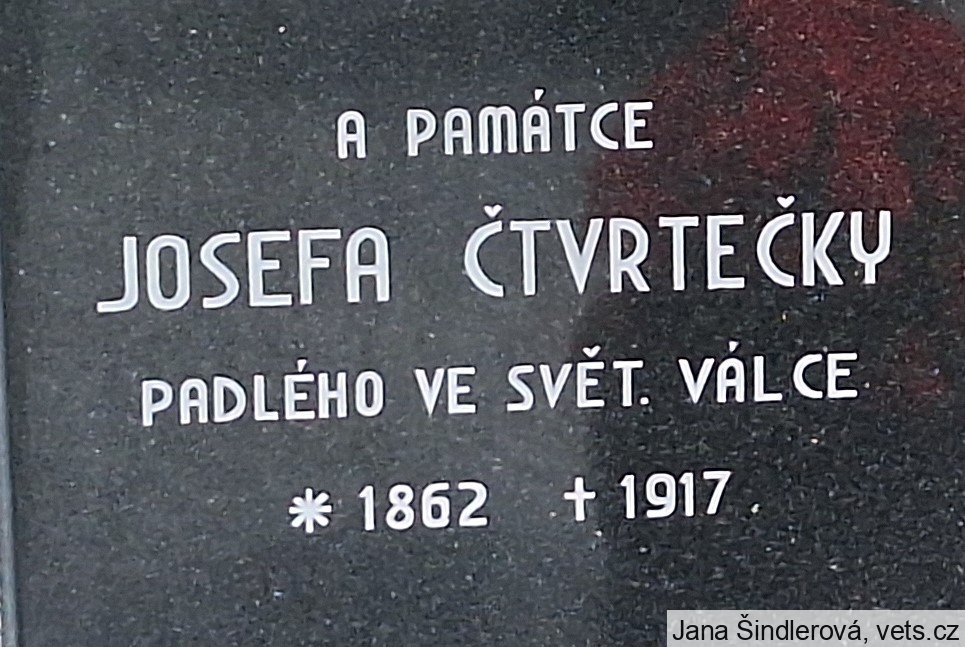 A PAMÁTCE
JOSEFA ČTVRTEČKY
PADLÉHO VE SVĚT. VÁLCE
* 1862 † 1917.
Jana Šindlerová, vets.cz